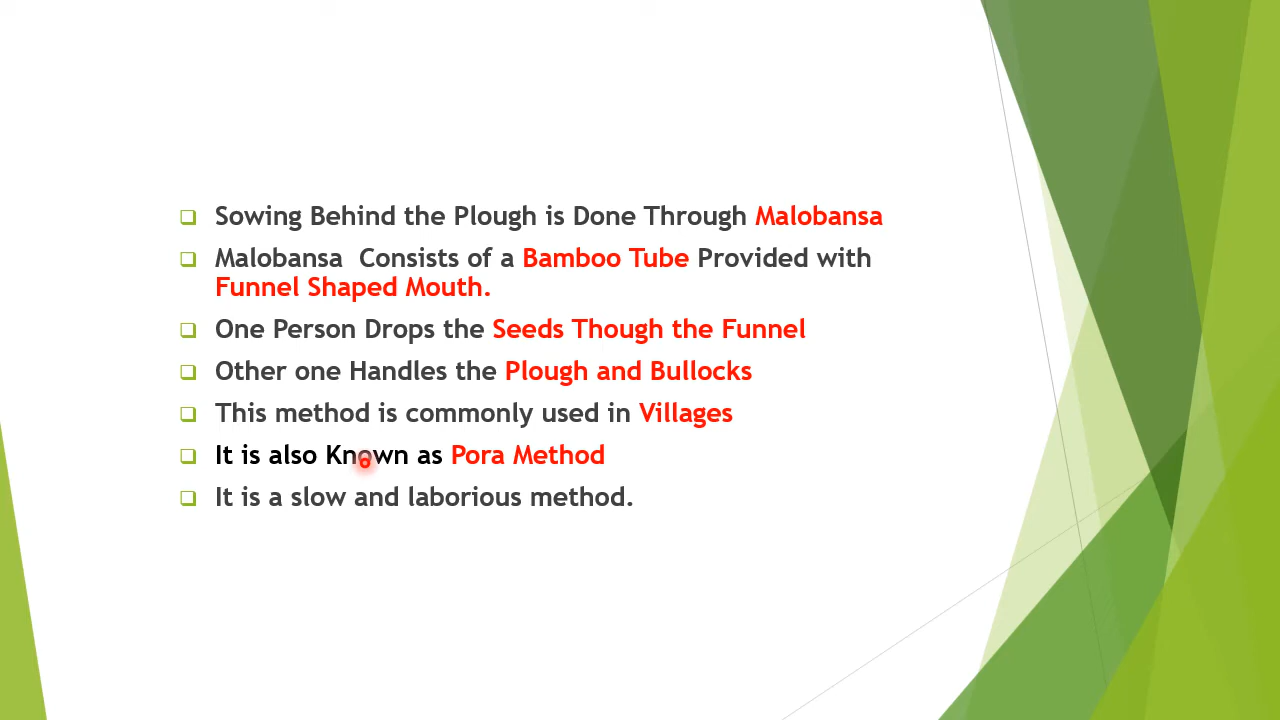 Sowing Behind the Plough is Done Through Malobansa
Malobansa Consists of a Bamboo Tube Provided with
Funnel Shaped Mouth.
One Person Drops the Seeds Though the Funnel
Other one Handles the Plough and Bullocks
This method is commonly used in Villages
It is also Known as Pora Method
It is a slow and laborious method.